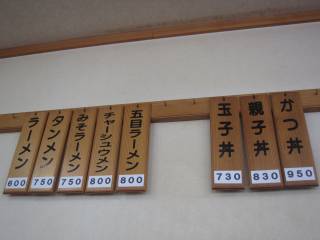 かつ丼
950
親子丼
830
玉子丼
730
五目ラーメン
800
チャーシュウメン
800
みそラーメン
750
タンメン
750
ラーメン
600